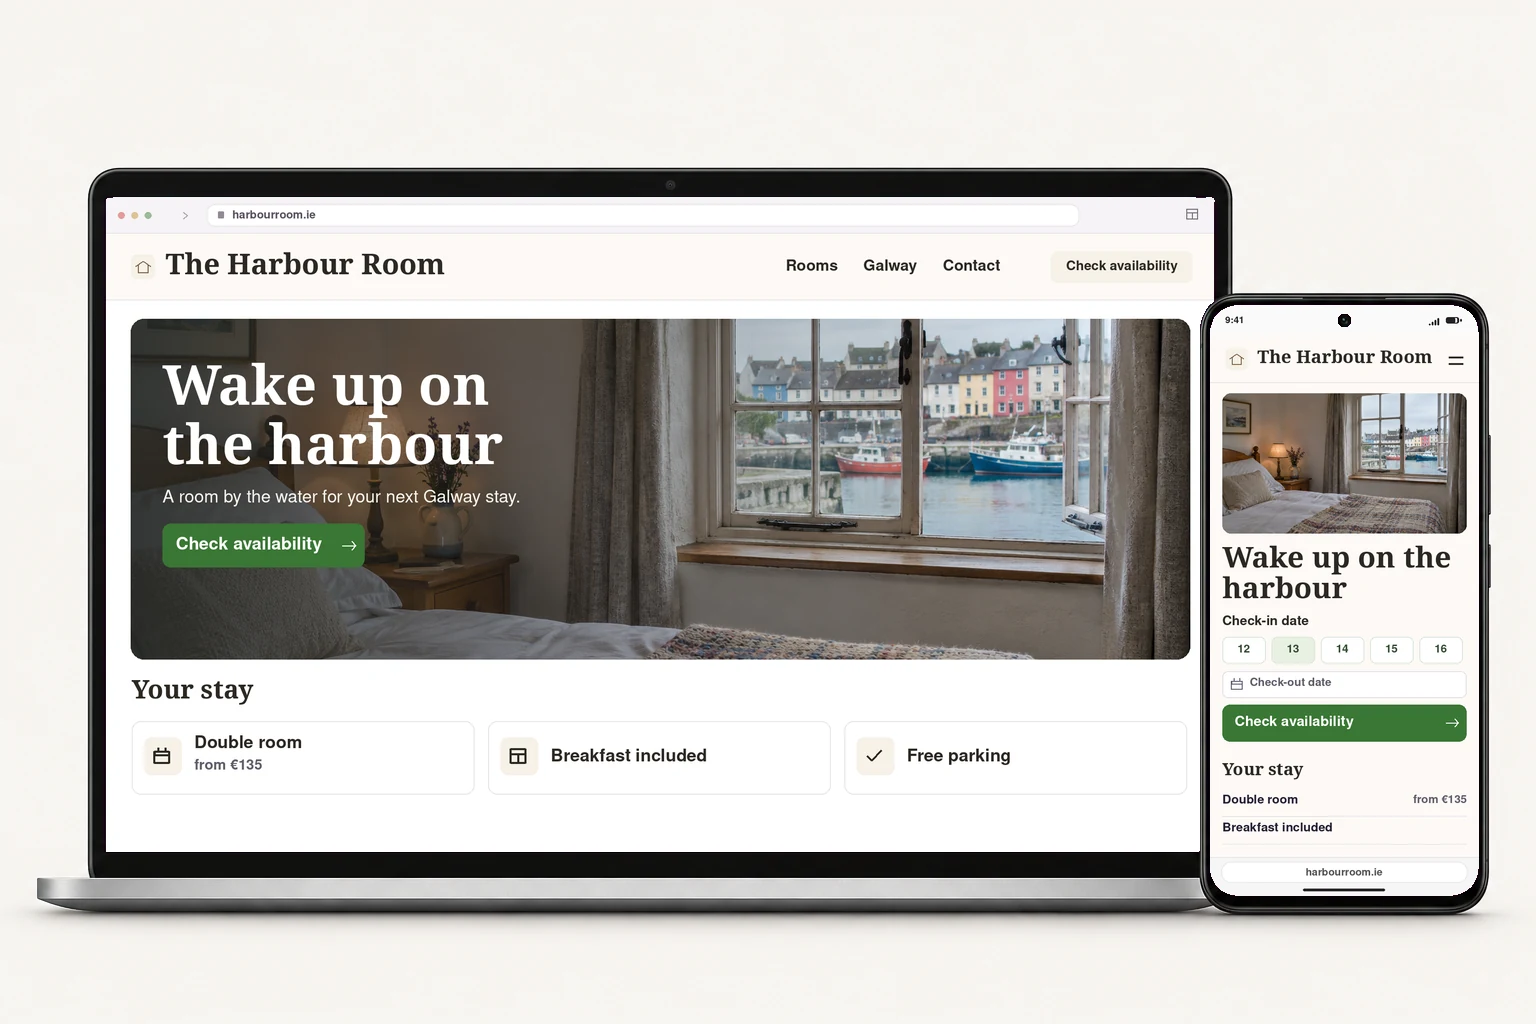 harbourroom.ie
The Harbour Room
Rooms Galway Contact Check availability
Wake up on
the harbour
A room by the water for your next Galway stay.
Check availability →
Your stay
Double room
from €135
Breakfast included
Free parking
9:41
The Harbour Room
Wake up on the
harbour
Check-in date
12 13 14 15 16
Check-out date
Check availability →
Your stay
Double room from €135
Breakfast included
harbourroom.ie